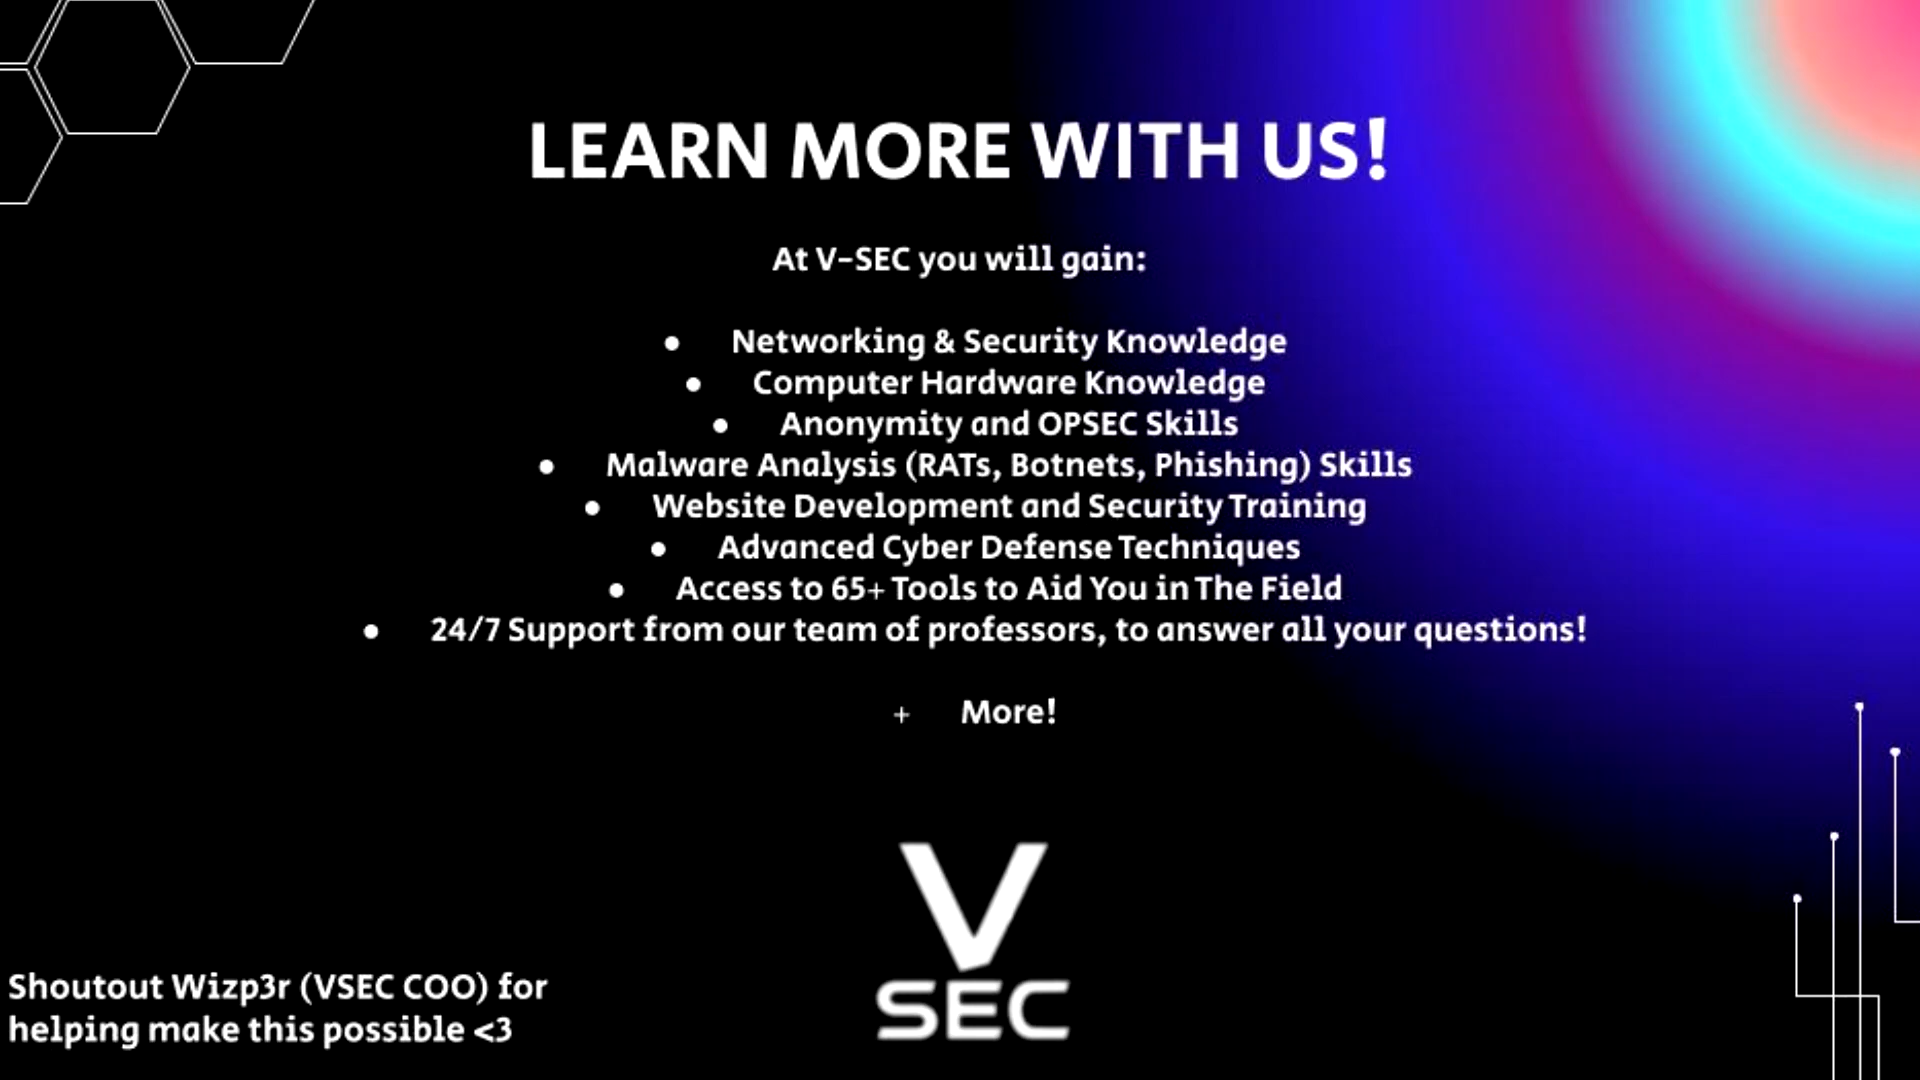 LEARN MORE WITH US!
At V-SEC you will gain:
● Networking & Security Knowledge
● Computer Hardware Knowledge
● Anonymity and OPSEC Skills
● Malware Analysis (RATs, Botnets, Phishing) Skills
● Website Development and Security Training
● Advanced Cyber Defense Techniques
● Access to 65+ Tools to Aid You in The Field
● 24/7 Support from our team of professors, to answer all your questions!
+ More!
V
SEC
Shoutout Wizp3r (VSEC COO) for
helping make this possible <3